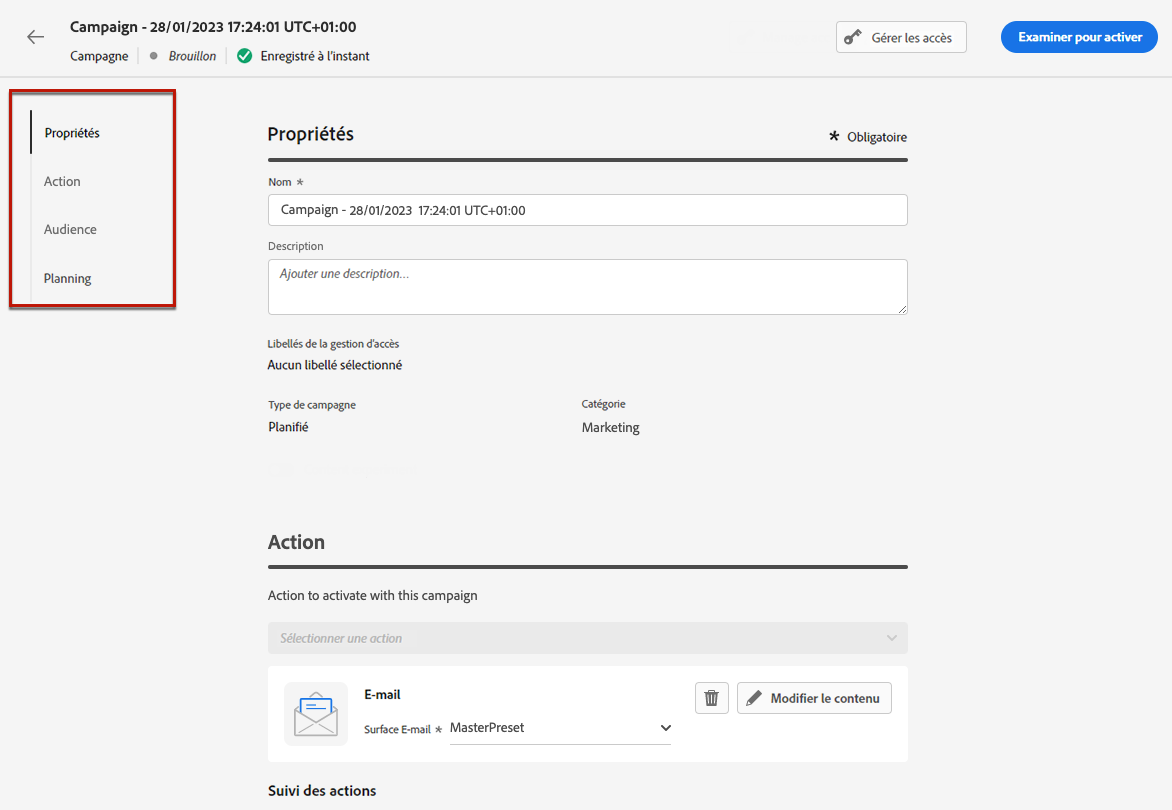 Campaign - 28/01/2023 17:24:01 UTC+01:00
Campagne Brouillon Enregistré à l'instant
Gérer les accès
Examiner pour activer
Propriétés
Action
Audience
Planning
Propriétés
* Obligatoire
Nom *
Campaign - 28/01/2023 17:24:01 UTC+01:00
Description
Ajouter une description...
Libellés de la gestion d'accès
Aucun libellé sélectionné
Type de campagne
Planifié
Catégorie
Marketing
Action
Action to activate with this campaign
Sélectionner une action
E-mail
Surface E-mail * MasterPreset
Modifier le contenu
Suivi des actions